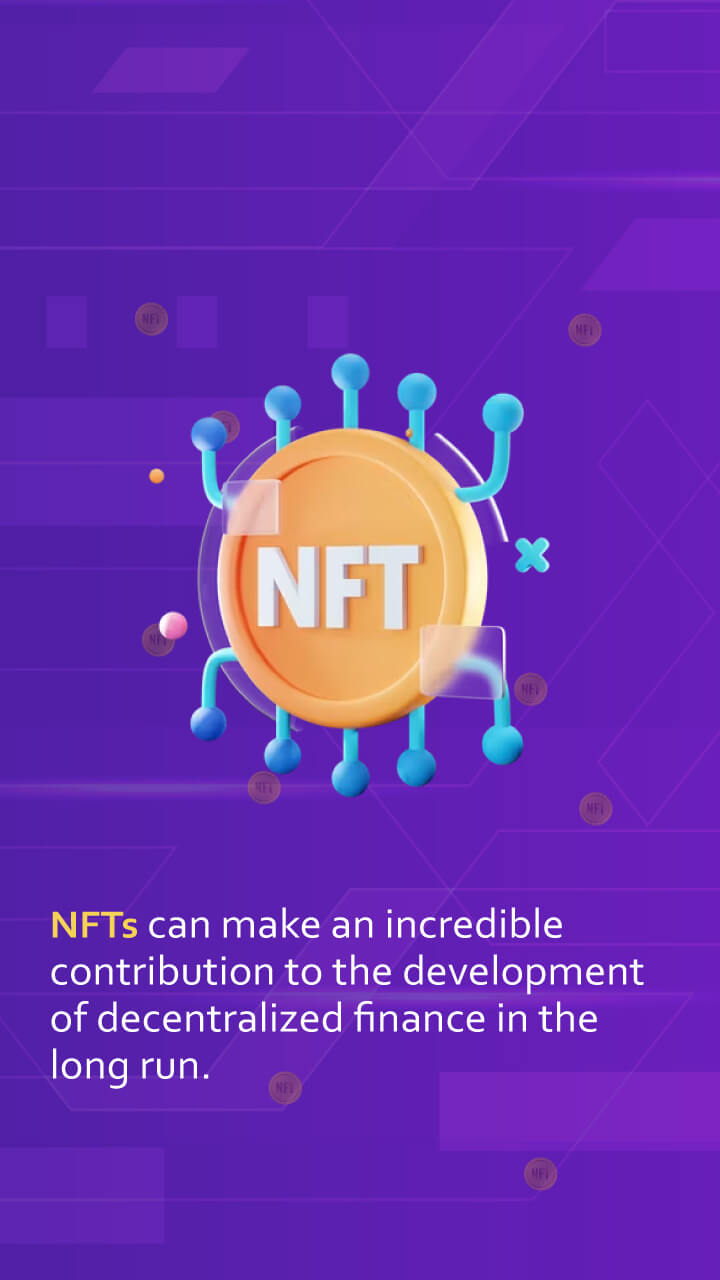 NFT
NFTs can make an incredible
contribution to the development
of decentralized finance in the
long run.